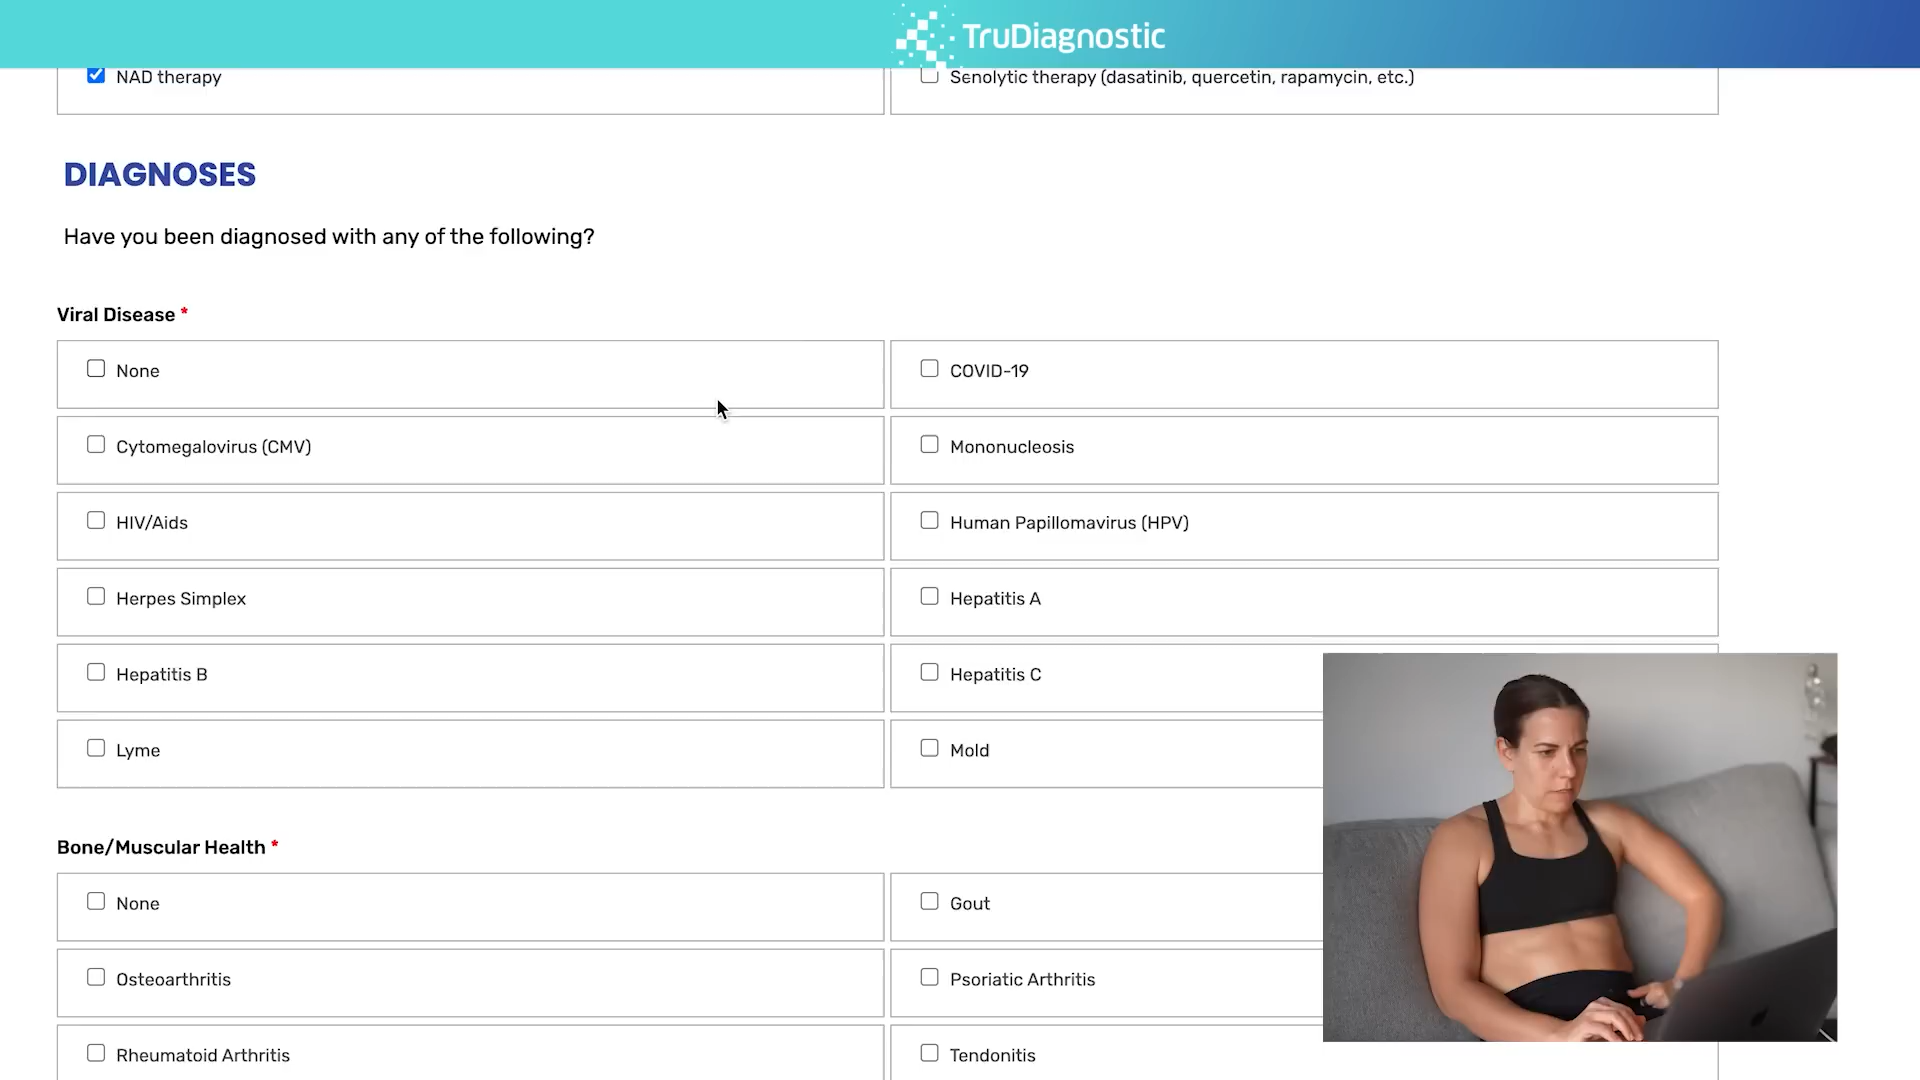 TruDiagnostic
NAD therapy
Senolytic therapy (dasatinib, quercetin, rapamycin, etc.)
DIAGNOSES
Have you been diagnosed with any of the following?
Viral Disease *
None
COVID-19
Cytomegalovirus (CMV)
Mononucleosis
HIV/Aids
Human Papillomavirus (HPV)
Herpes Simplex
Hepatitis A
Hepatitis B
Hepatitis C
Lyme
Mold
Bone/Muscular Health *
None
Gout
Osteoarthritis
Psoriatic Arthritis
Rheumatoid Arthritis
Tendonitis